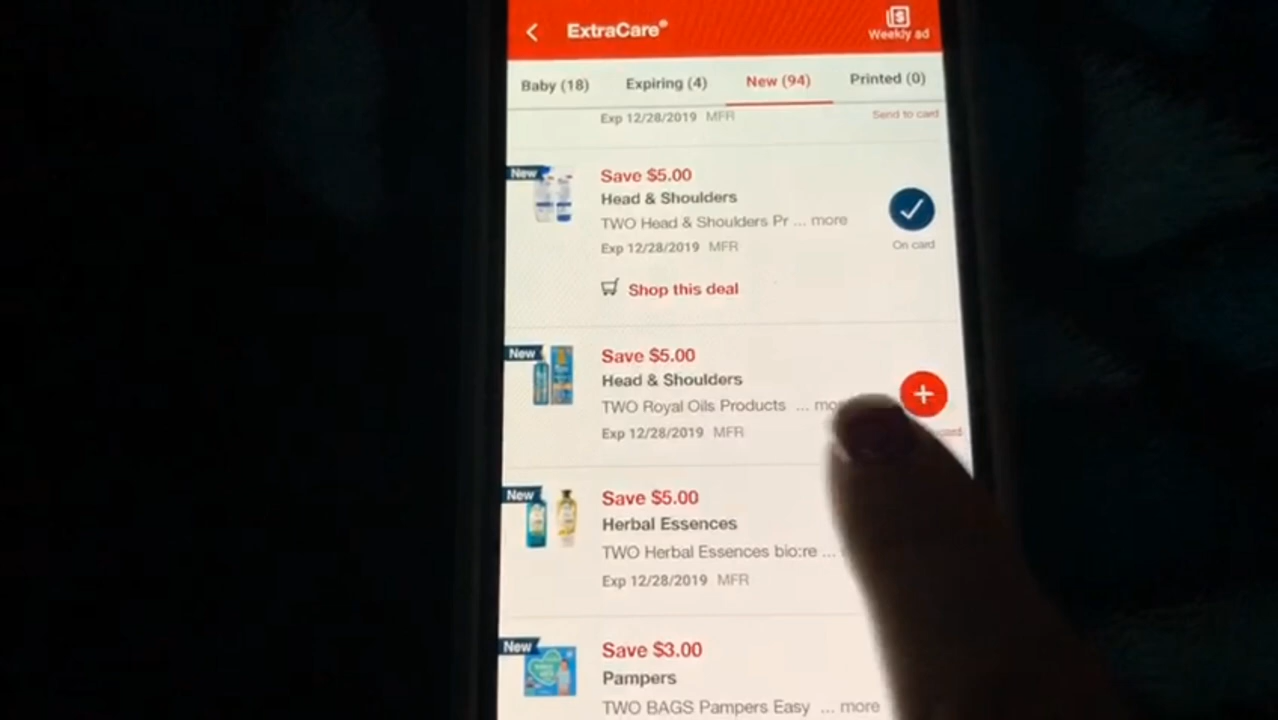 ExtraCare®
Weekly ad
Baby (18) Expiring (4) New (94) Printed (0)
Exp 12/28/2019 MFR
Send to card
New
Save $5.00
Head & Shoulders
TWO Head & Shoulders Pr ... more
Exp 12/28/2019 MFR
On card
Shop this deal
New
Save $5.00
Head & Shoulders
TWO Royal Oils Products ... mo
Exp 12/28/2019 MFR
card
New
Save $5.00
Herbal Essences
TWO Herbal Essences bio:re ...
Exp 12/28/2019 MFR
New
Save $3.00
Pampers
TWO BAGS Pampers Easy ... more